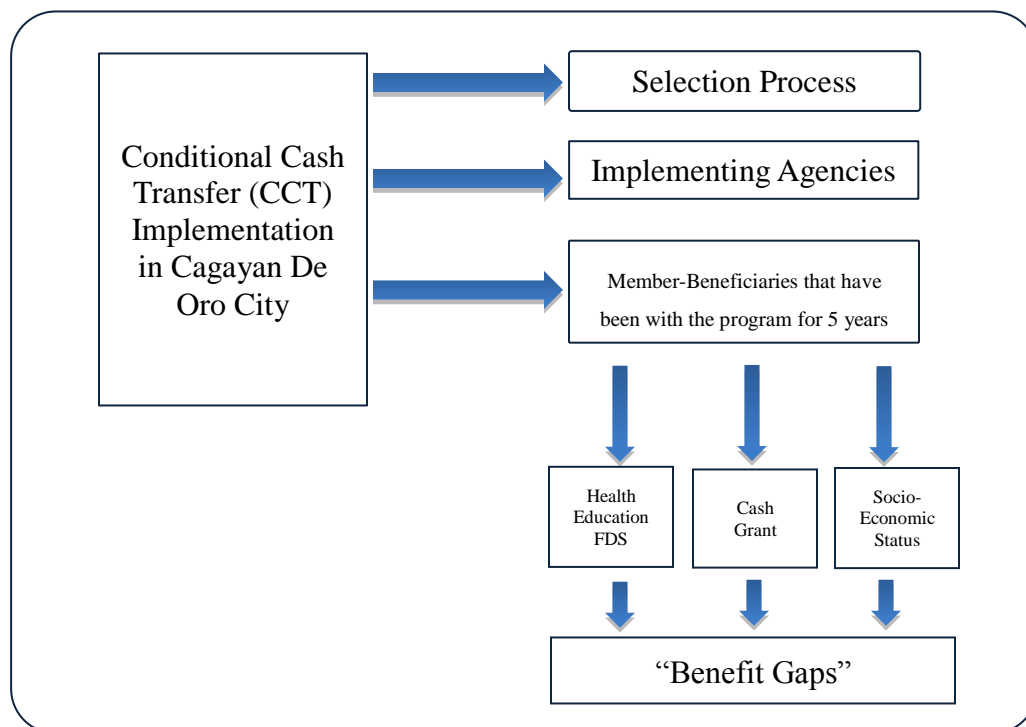 Conditional Cash
Transfer (CCT)
Implementation
in Cagayan De
Oro City
Selection Process
Implementing Agencies
Member-Beneficiaries that have
been with the program for 5 years
Health
Education
FDS
Cash
Grant
Socio-
Economic
Status
“Benefit Gaps”